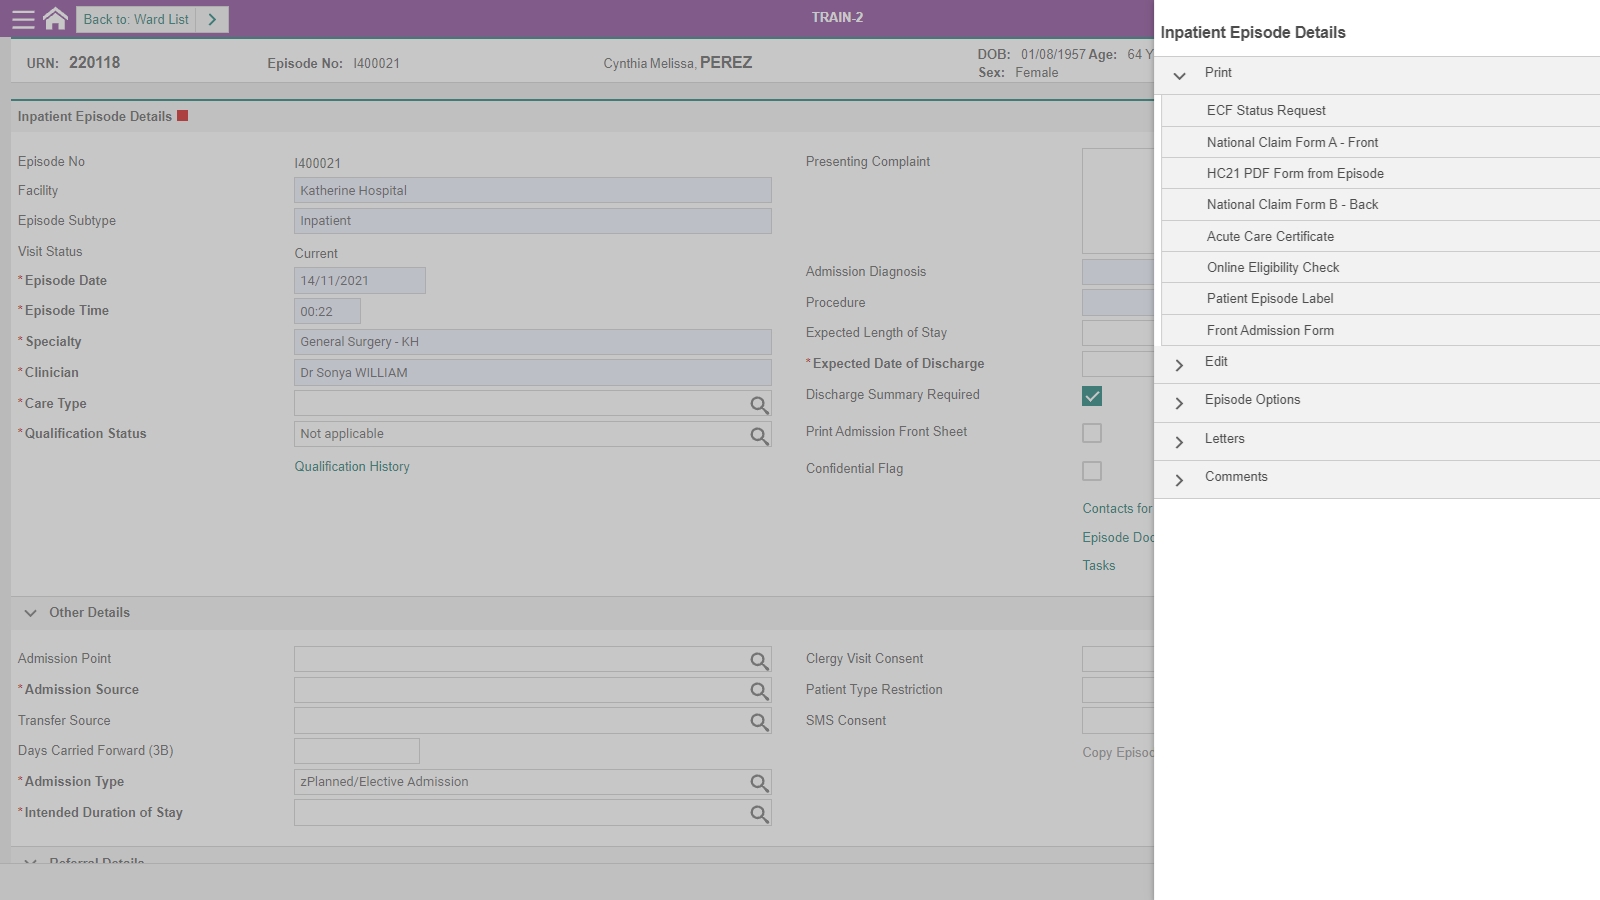 Back to: Ward List
TRAIN-2
URN: 220118
Episode No: I400021
Cynthia Melissa, PEREZ
DOB: 01/08/1957 Age: 64 Y
Sex: Female
Inpatient Episode Details
Episode No
I400021
Facility
Katherine Hospital
Episode Subtype
Inpatient
Visit Status
Current
*Episode Date
14/11/2021
*Episode Time
00:22
*Specialty
General Surgery - KH
*Clinician
Dr Sonya WILLIAM
*Care Type
*Qualification Status
Not applicable
Qualification History
Presenting Complaint
Admission Diagnosis
Procedure
Expected Length of Stay
*Expected Date of Discharge
Discharge Summary Required
Print Admission Front Sheet
Confidential Flag
Contacts for
Episode Doc
Tasks
Other Details
Admission Point
*Admission Source
Transfer Source
Days Carried Forward (3B)
*Admission Type
zPlanned/Elective Admission
*Intended Duration of Stay
Clergy Visit Consent
Patient Type Restriction
SMS Consent
Copy Episod
Referral Details
Inpatient Episode Details
Print
ECF Status Request
National Claim Form A - Front
HC21 PDF Form from Episode
National Claim Form B - Back
Acute Care Certificate
Online Eligibility Check
Patient Episode Label
Front Admission Form
Edit
Episode Options
Letters
Comments